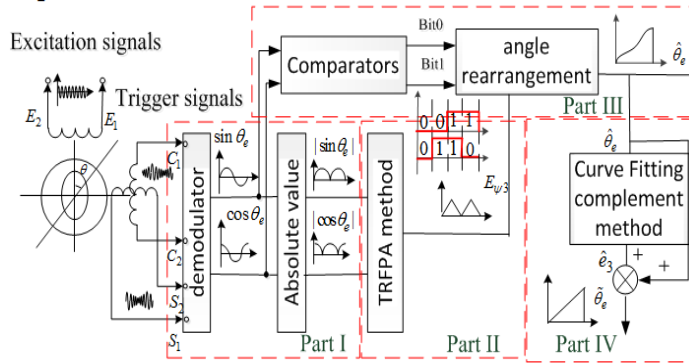 Excitation signals
E₂
E₁
Trigger signals
θ
C₁
C₂
S₂
S₁
demodulator
sin θₑ
cos θₑ
Absolute value
|sin θₑ|
|cos θₑ|
Part I
Comparators
Bit0
Bit1
angle
rearrangement
θ̂ₑ
Part III
0 0 1 1
0 1 1 0
E_ψ3
TRFPA method
Part II
θ̂ₑ
Curve Fitting
complement
method
ê₃
+
+
θ̃ₑ
Part IV